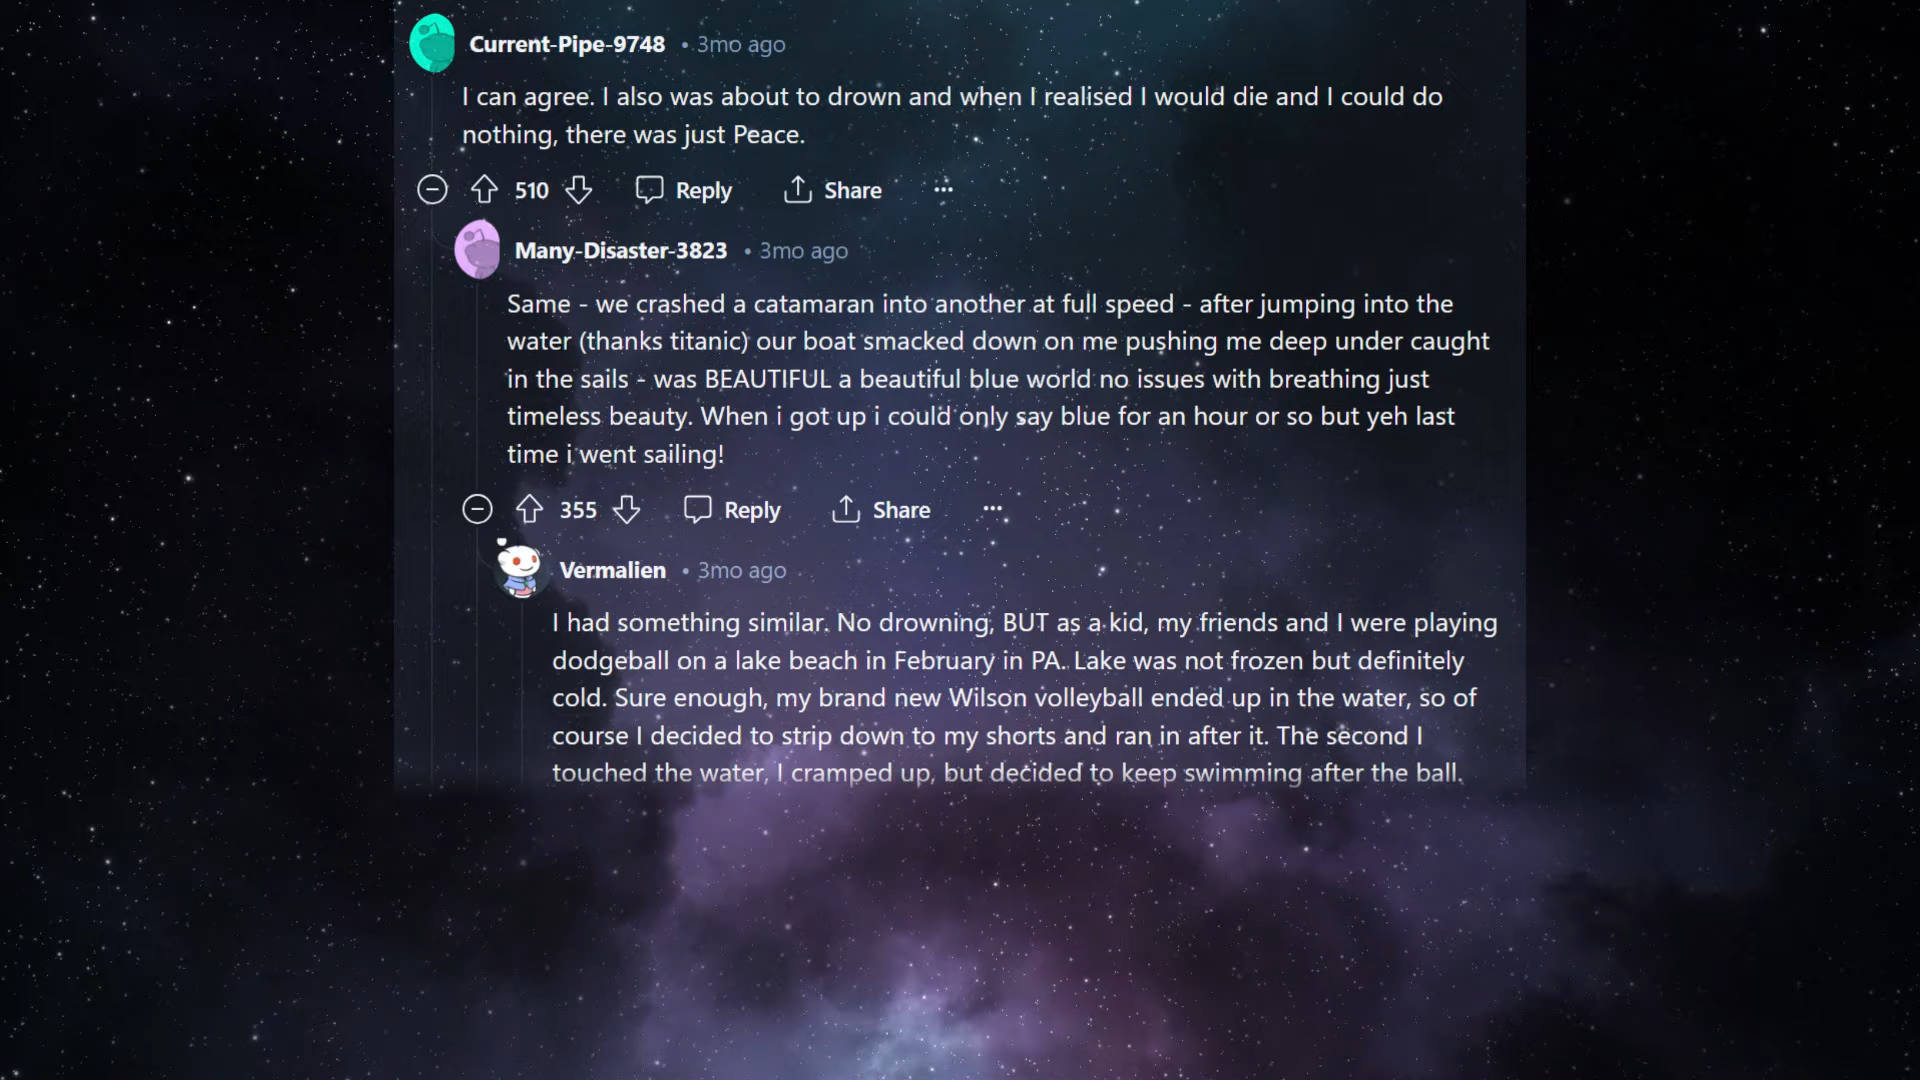 Current-Pipe-9748 • 3mo ago
I can agree. I also was about to drown and when I realised I would die and I could do
nothing, there was just Peace.
510 Reply Share ···
Many-Disaster-3823 • 3mo ago
Same - we crashed a catamaran into another at full speed - after jumping into the
water (thanks titanic) our boat smacked down on me pushing me deep under caught
in the sails - was BEAUTIFUL a beautiful blue world no issues with breathing just
timeless beauty. When i got up i could only say blue for an hour or so but yeh last
time i went sailing!
355 Reply Share ···
Vermalien • 3mo ago
I had something similar. No drowning, BUT as a kid, my friends and I were playing
dodgeball on a lake beach in February in PA. Lake was not frozen but definitely
cold. Sure enough, my brand new Wilson volleyball ended up in the water, so of
course I decided to strip down to my shorts and ran in after it. The second I
touched the water, I cramped up, but decided to keep swimming after the ball.